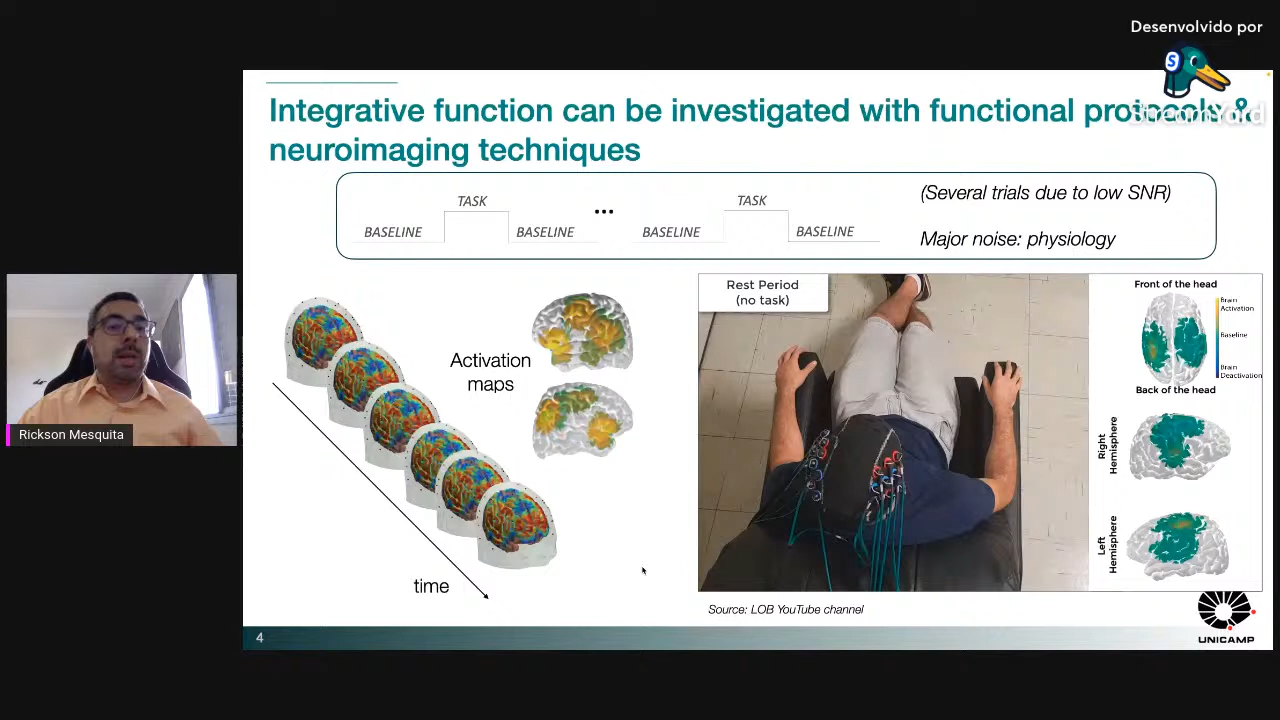 Desenvolvido por
S
StreamYard
Integrative function can be investigated with functional protocols &
neuroimaging techniques
TASK
TASK
...
BASELINE
BASELINE
BASELINE
BASELINE
(Several trials due to low SNR)
Major noise: physiology
Activation
maps
time
Rest Period
(no task)
Front of the head
Brain
Activation
Baseline
Brain
Deactivation
Back of the head
Right
Hemisphere
Left
Hemisphere
Source: LOB YouTube channel
UNICAMP
4
Rickson Mesquita